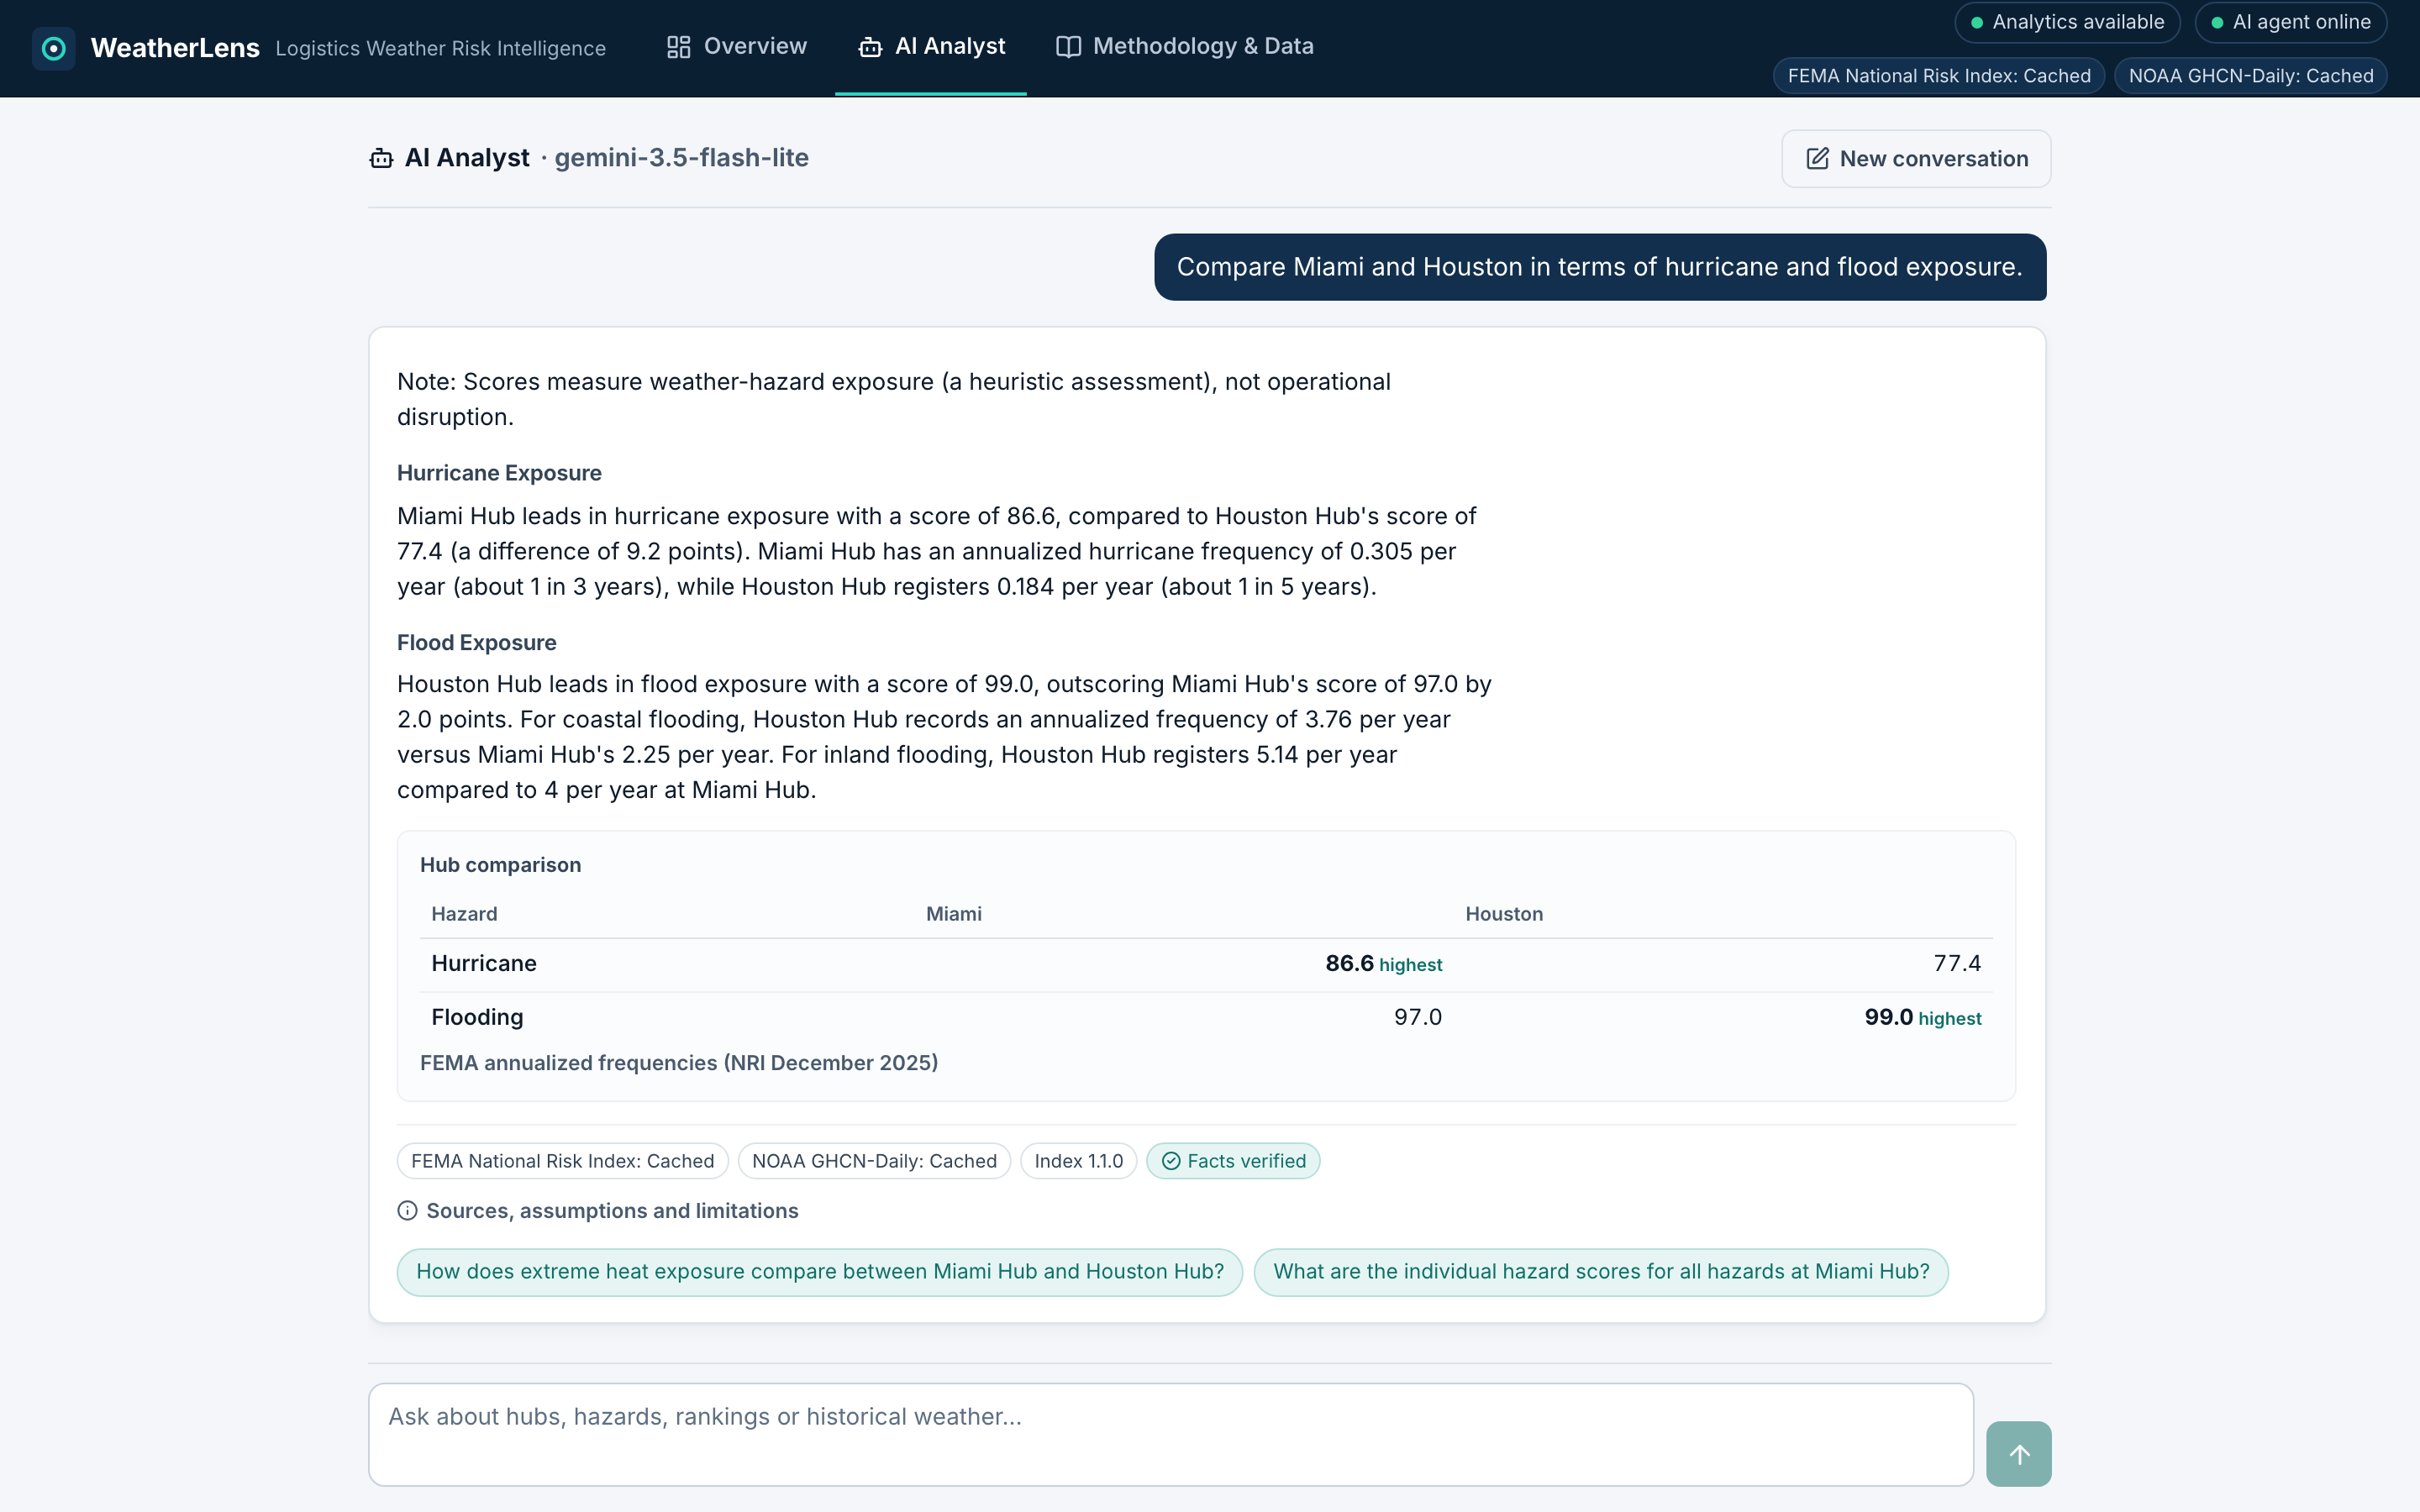 WeatherLens Logistics Weather Risk Intelligence
Overview
AI Analyst
Methodology & Data
Analytics available
AI agent online
FEMA National Risk Index: Cached
NOAA GHCN-Daily: Cached
AI Analyst · gemini-3.5-flash-lite
New conversation
Compare Miami and Houston in terms of hurricane and flood exposure.
Note: Scores measure weather-hazard exposure (a heuristic assessment), not operational
disruption.
Hurricane Exposure
Miami Hub leads in hurricane exposure with a score of 86.6, compared to Houston Hub's score of
77.4 (a difference of 9.2 points). Miami Hub has an annualized hurricane frequency of 0.305 per
year (about 1 in 3 years), while Houston Hub registers 0.184 per year (about 1 in 5 years).
Flood Exposure
Houston Hub leads in flood exposure with a score of 99.0, outscoring Miami Hub's score of 97.0 by
2.0 points. For coastal flooding, Houston Hub records an annualized frequency of 3.76 per year
versus Miami Hub's 2.25 per year. For inland flooding, Houston Hub registers 5.14 per year
compared to 4 per year at Miami Hub.
Hub comparison
Hazard Miami Houston
Hurricane 86.6 highest 77.4
Flooding 97.0 99.0 highest
FEMA annualized frequencies (NRI December 2025)
FEMA National Risk Index: Cached
NOAA GHCN-Daily: Cached
Index 1.1.0
Facts verified
Sources, assumptions and limitations
How does extreme heat exposure compare between Miami Hub and Houston Hub?
What are the individual hazard scores for all hazards at Miami Hub?
Ask about hubs, hazards, rankings or historical weather...